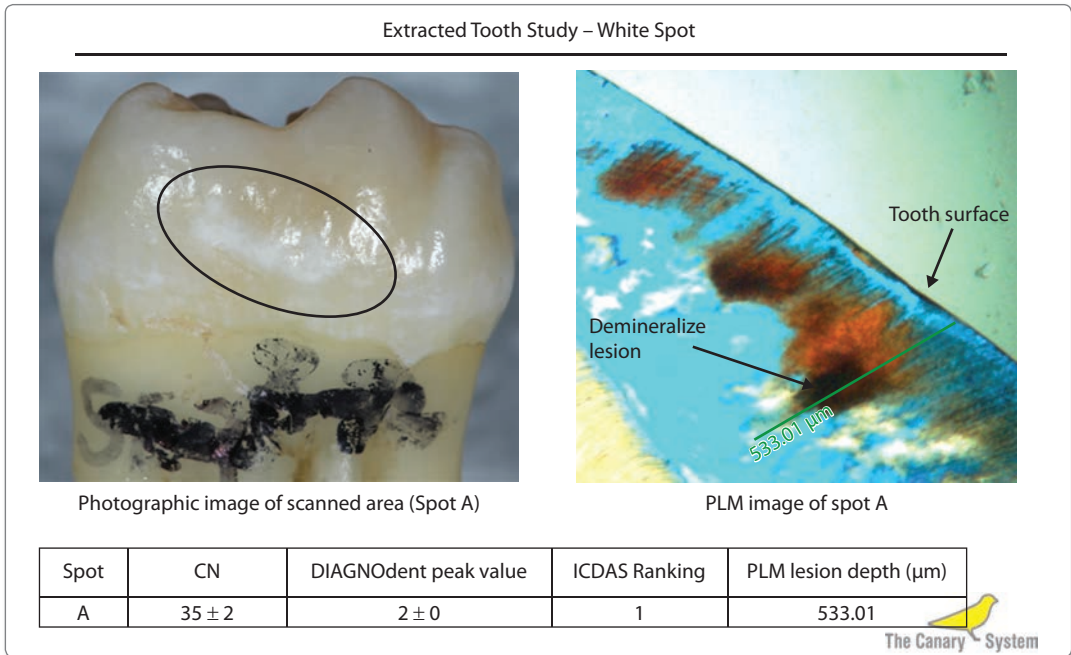 Extracted Tooth Study – White Spot
Tooth surface
Demineralize
lesion
533.01 µm
Photographic image of scanned area (Spot A)
PLM image of spot A
Spot CN DIAGNOdent peak value ICDAS Ranking PLM lesion depth (µm)
A 35 ± 2 2 ± 0 1 533.01
The Canary System